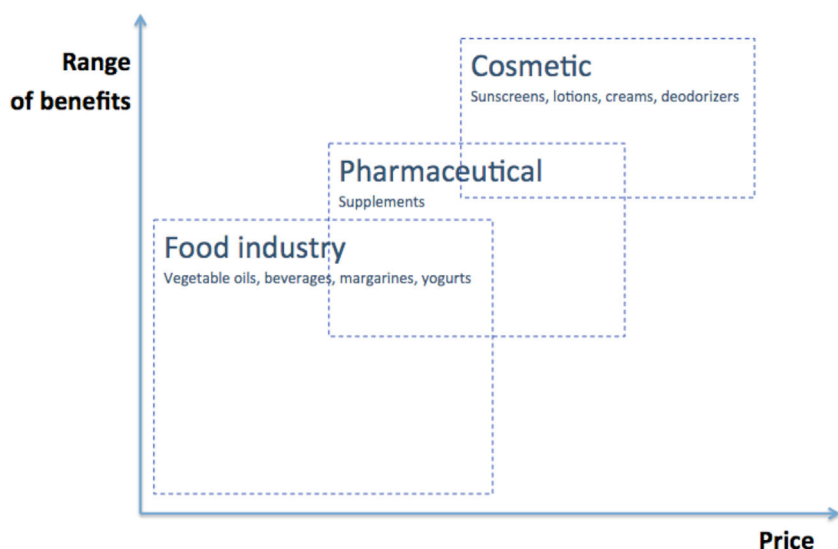 Range
of benefits
Cosmetic
Sunscreens, lotions, creams, deodorizers
Pharmaceutical
Supplements
Food industry
Vegetable oils, beverages, margarines, yogurts
Price